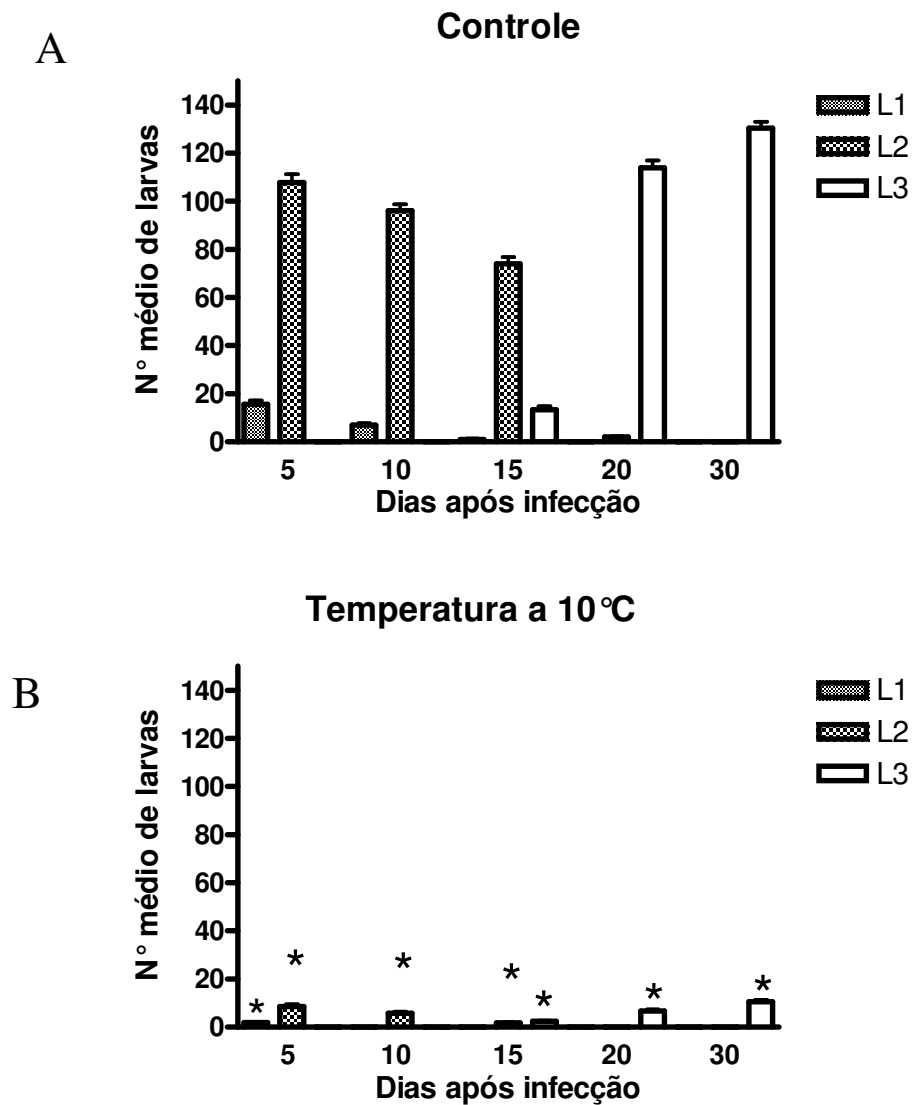 A
Controle
N° médio de larvas
140
120
100
80
60
40
20
0
5 10 15 20 30
Dias após infecção
L1
L2
L3
Temperatura a 10°C
B
N° médio de larvas
140
120
100
80
60
40
20
0
* * * * * * *
5 10 15 20 30
Dias após infecção
L1
L2
L3